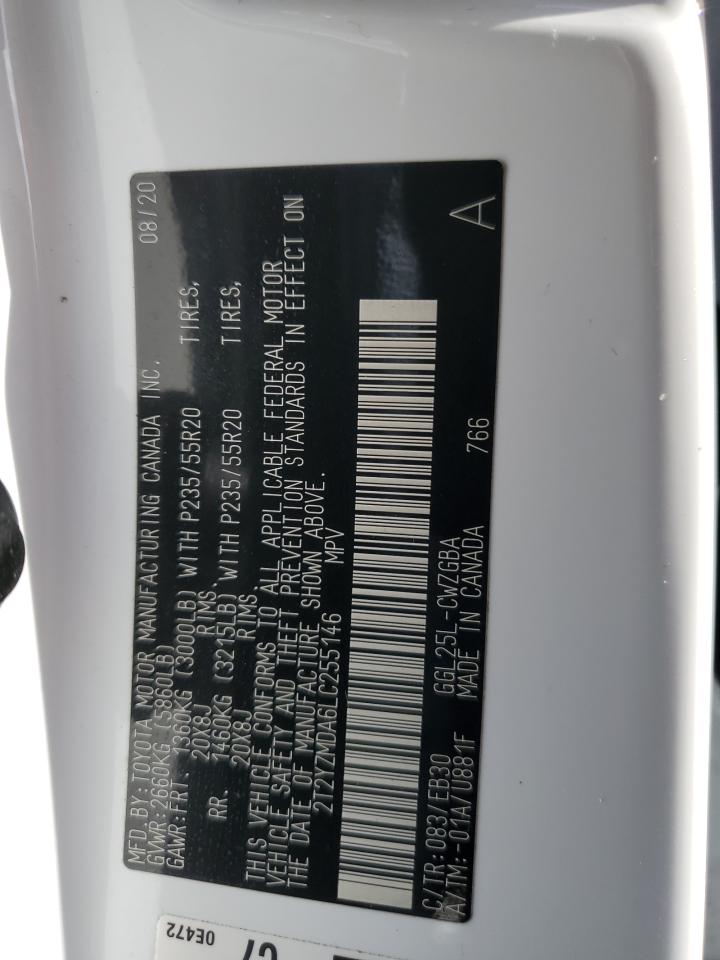 MFD. BY: TOYOTA MOTOR MANUFACTURING CANADA INC. 08/20
GVWR: 2660KG (5860LB)
GAWR: FRT. 1360KG (3000LB) WITH P235/55R20 TIRES,
20X8J RIMS.
RR. 1460KG (3215LB) WITH P235/55R20 TIRES,
20X8J RIMS.
THIS VEHICLE CONFORMS TO ALL APPLICABLE FEDERAL MOTOR
VEHICLE SAFETY AND THEFT PREVENTION STANDARDS IN EFFECT ON
THE DATE OF MANUFACTURE SHOWN ABOVE.
2T2YZMDA6LC255146 MPV
C/TR: 083 /EB30 GGL25L-CWZGBA A
A/TM: -01A/0881F MADE IN CANADA 766
0E472